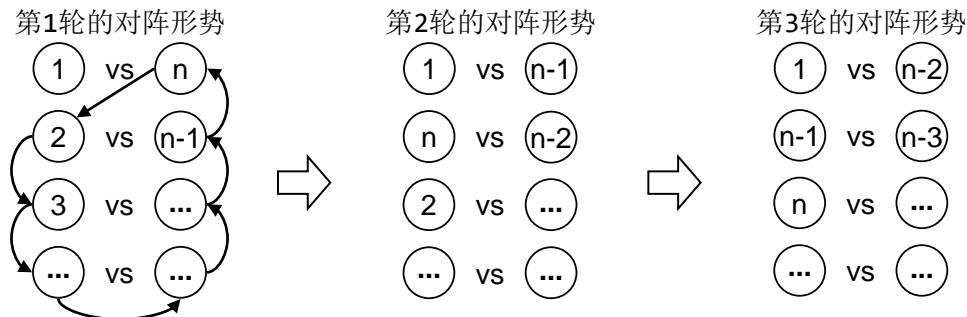 第1轮的对阵形势 第2轮的对阵形势 第3轮的对阵形势
1 vs n 1 vs n-1 1 vs n-2
2 vs n-1 n vs n-2 n-1 vs n-3
3 vs ... 2 vs ... n vs ...
... vs ... ... vs ... ... vs ...